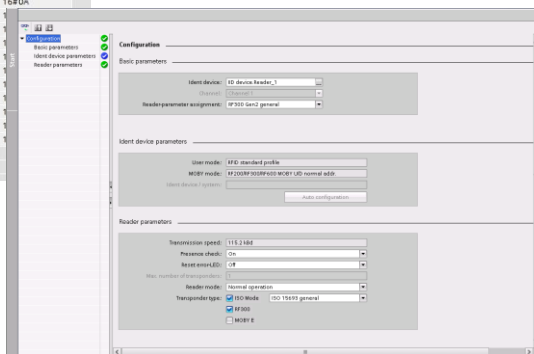 16#0A
Start
Configuration
Basic parameters
Ident device parameters
Reader parameters
Configuration
Basic parameters
Ident device:
Reader_1
...
Channel: Channel 1
Reader parameter assignment: RF300 Gen2 general
Ident device parameters
User mode: RFID standard profile
MOBY mode: RF200/RF300/RF600 MOBY U/D normal addr.
Ident device / system:
Auto configuration
Reader parameters
Transmission speed: 115.2 kBd
Presence check: On
Reset error-LED: Off
Max. number of transponders: 1
Reader mode: Normal operation
Transponder type: ISO Mode ISO 15693 general
RF300
MOBY E